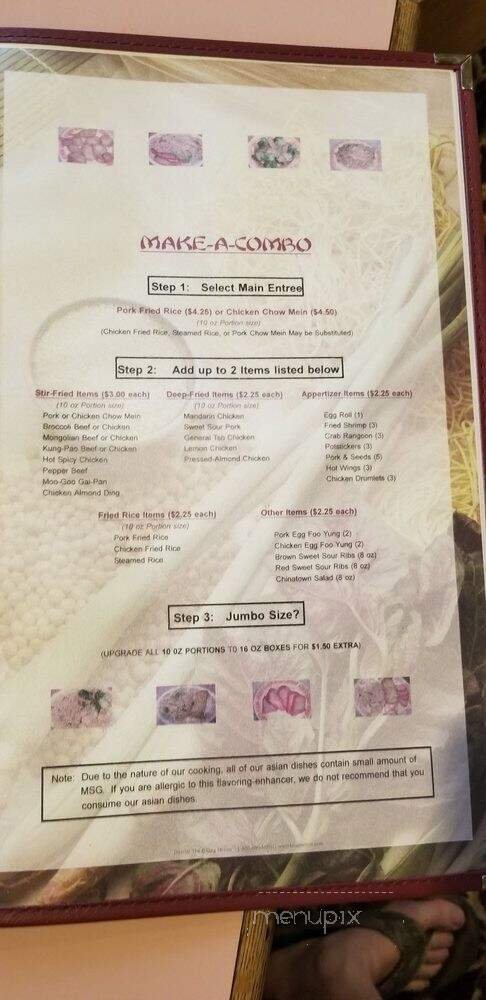 MAKE-A-COMBO
Step 1: Select Main Entree
Pork Fried Rice ($4.25) or Chicken Chow Mein ($4.50)
(10 oz Portion size)
(Chicken Fried Rice, Steamed Rice, or Pork Chow Mein May be Substituted)
Step 2: Add up to 2 Items listed below
Stir-Fried Items ($3.00 each)
(10 oz Portion size)
Pork or Chicken Chow Mein
Broccoli Beef or Chicken
Mongolian Beef or Chicken
Kung-Pao Beef or Chicken
Hot Spicy Chicken
Pepper Beef
Moo-Goo Gai-Pan
Chicken Almond Ding
Deep-Fried Items ($2.25 each)
(10 oz Portion size)
Mandarin Chicken
Sweet Sour Pork
General Tso Chicken
Lemon Chicken
Pressed-Almond Chicken
Appertizer Items ($2.25 each)
Egg Roll (1)
Fried Shrimp (3)
Crab Rangoon (3)
Potstickers (3)
Pork & Seeds (5)
Hot Wings (3)
Chicken Drumlets (3)
Fried Rice Items ($2.25 each)
(10 oz Portion size)
Pork Fried Rice
Chicken Fried Rice
Steamed Rice
Other Items ($2.25 each)
Pork Egg Foo Yung (2)
Chicken Egg Foo Yung (2)
Brown Sweet Sour Ribs (8 oz)
Red Sweet Sour Ribs (8 oz)
Chinatown Salad (8 oz)
Step 3: Jumbo Size?
(UPGRADE ALL 10 OZ PORTIONS TO 16 OZ BOXES FOR $1.50 EXTRA)
Note: Due to the nature of our cooking, all of our asian dishes contain small amount of
MSG. If you are allergic to this flavoring-enhancer, we do not recommend that you
consume our asian dishes.
menupix